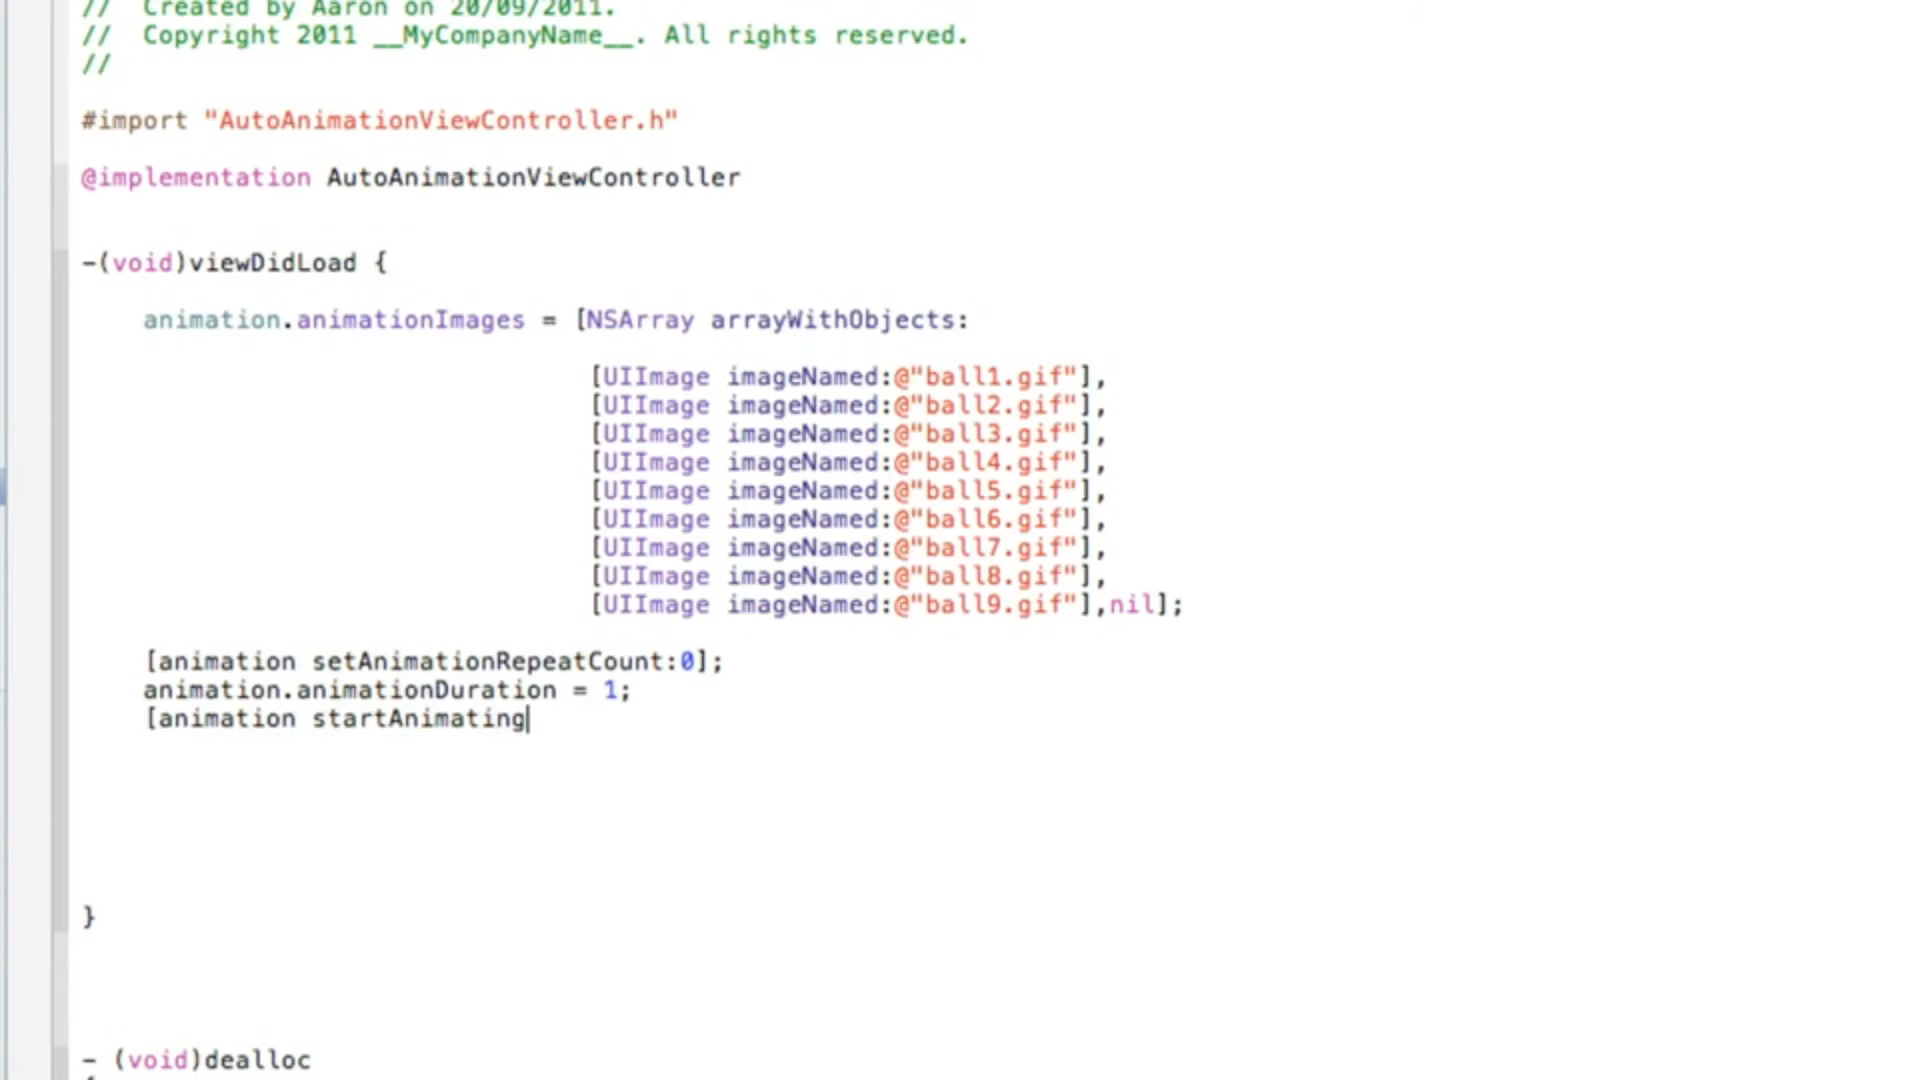 // Created by Aaron on 20/09/2011.
// Copyright 2011 __MyCompanyName__. All rights reserved.
//
#import "AutoAnimationViewController.h"
@implementation AutoAnimationViewController
-(void)viewDidLoad {
animation.animationImages = [NSArray arrayWithObjects:
[UIImage imageNamed:@"ball1.gif"],
[UIImage imageNamed:@"ball2.gif"],
[UIImage imageNamed:@"ball3.gif"],
[UIImage imageNamed:@"ball4.gif"],
[UIImage imageNamed:@"ball5.gif"],
[UIImage imageNamed:@"ball6.gif"],
[UIImage imageNamed:@"ball7.gif"],
[UIImage imageNamed:@"ball8.gif"],
[UIImage imageNamed:@"ball9.gif"],nil];
[animation setAnimationRepeatCount:0];
animation.animationDuration = 1;
[animation startAnimating
}
- (void)dealloc